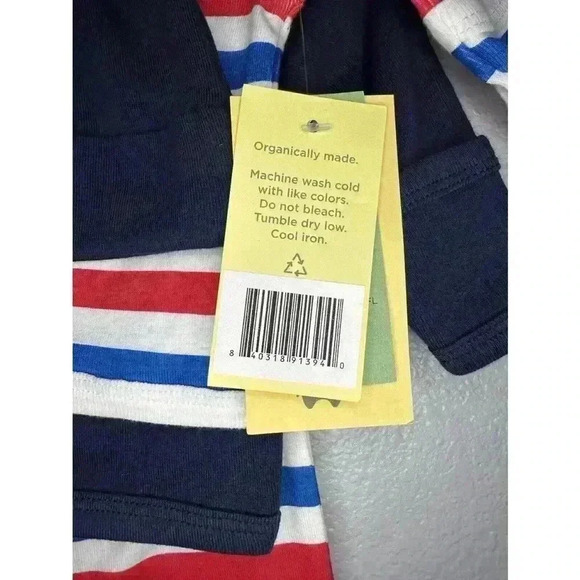 Organically made.
Machine wash cold
with like colors.
Do not bleach.
Tumble dry low.
Cool iron.
FL
8 40318 91394 0